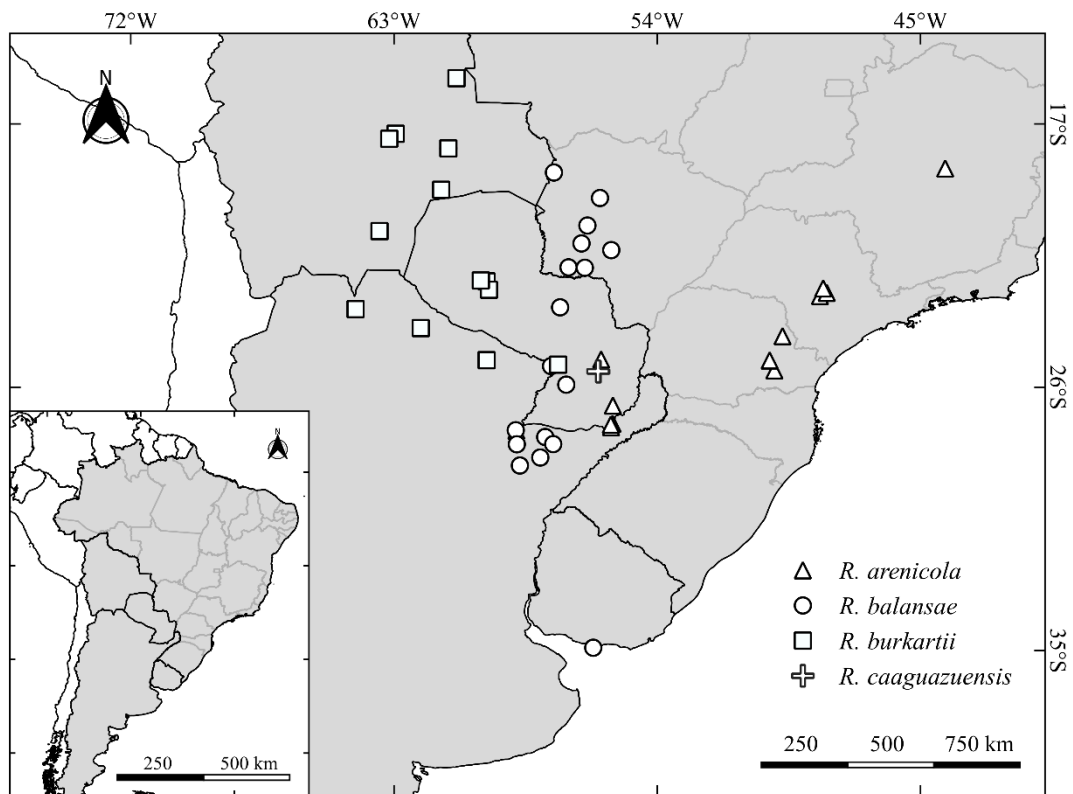 72°W 63°W 54°W 45°W
N
17°S
26°S
35°S
N
R. arenicola
R. balansae
R. burkartii
R. caaguazuensis
250 500 750 km
250 500 km